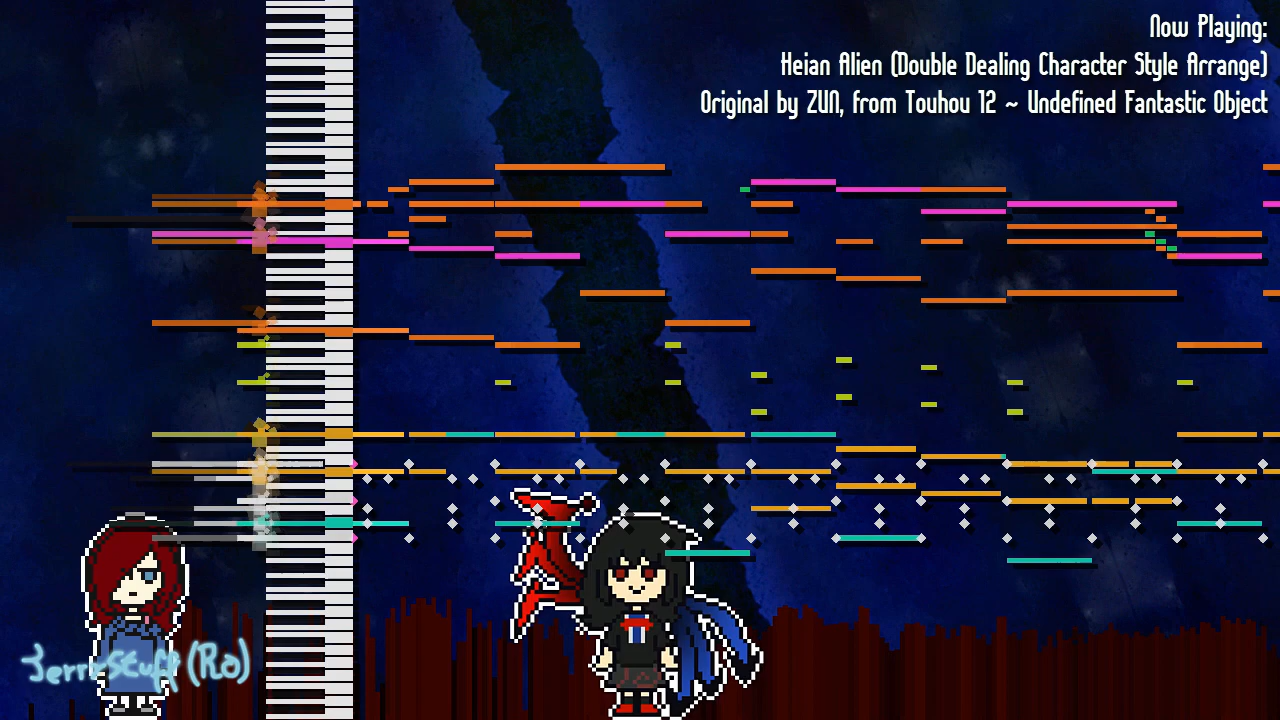 Now Playing:
Heian Alien (Double Dealing Character Style Arrange)
Original by ZUN, from Touhou 12 ~ Undefined Fantastic Object
JerryStuff (Ro)